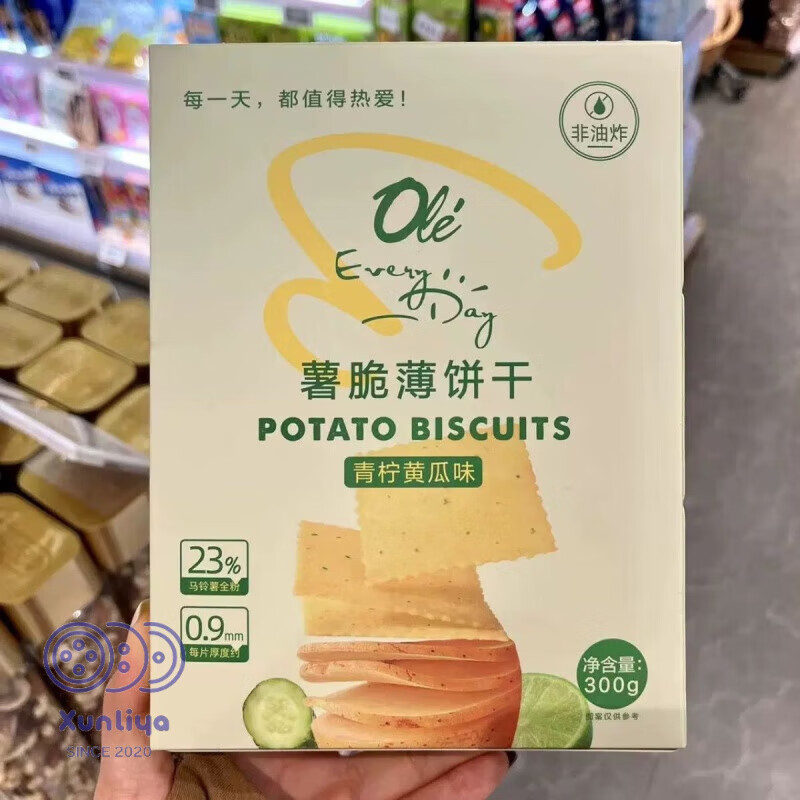 每一天，都值得热爱！
非油炸
Olé
Every
Day
薯脆薄饼干
POTATO BISCUITS
青柠黄瓜味
23%
马铃薯全粉
0.9mm
每片厚度约
净含量：
300g
图案仅供参考
Xunliya
SINCE 2020